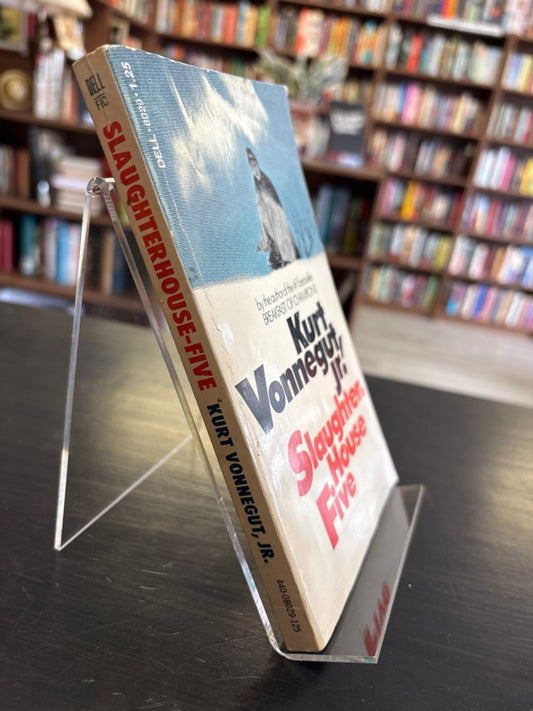 DELL
FIC
SLAUGHTERHOUSE-FIVE
KURT VONNEGUT, JR.
440-08029-125
DELL • 8029 • 1.25
by the author of the #1 bestseller
BREAKFAST OF CHAMPIONS
Kurt
Vonnegut,
Jr.
Slaughter
House
Five